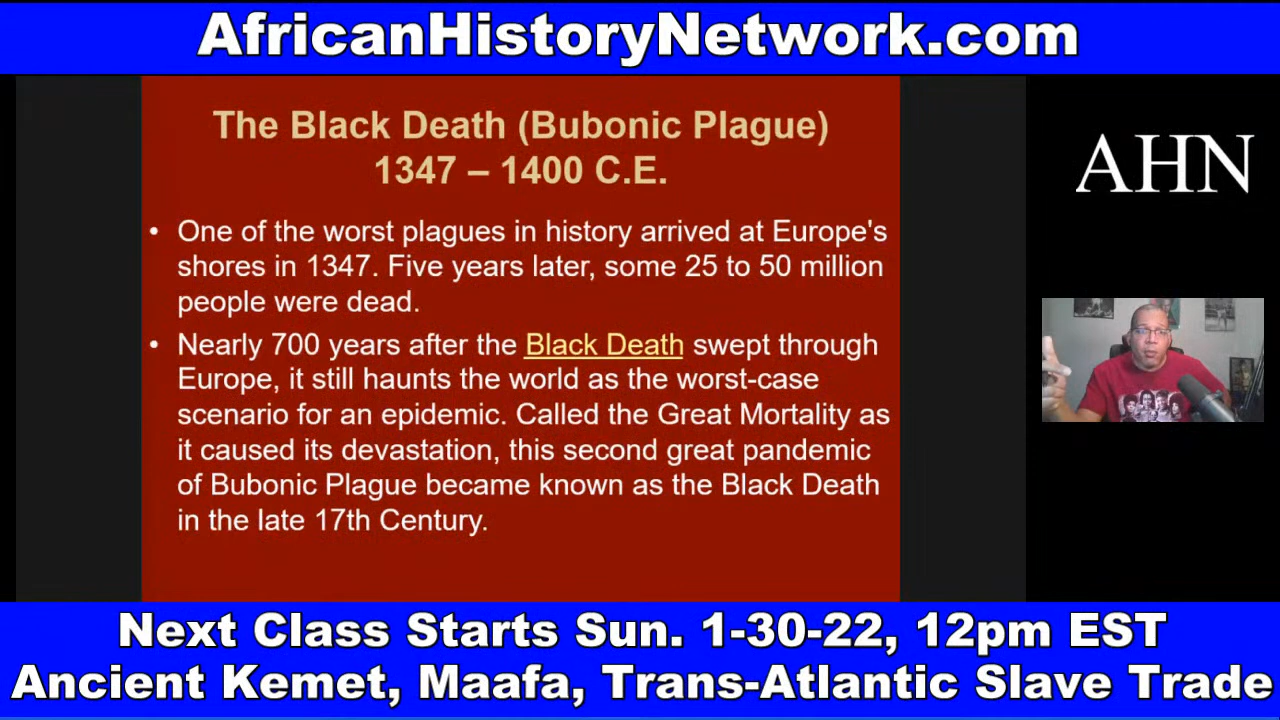 AfricanHistoryNetwork.com
The Black Death (Bubonic Plague)
1347 – 1400 C.E.
• One of the worst plagues in history arrived at Europe's
shores in 1347. Five years later, some 25 to 50 million
people were dead.
• Nearly 700 years after the Black Death swept through
Europe, it still haunts the world as the worst-case
scenario for an epidemic. Called the Great Mortality as
it caused its devastation, this second great pandemic
of Bubonic Plague became known as the Black Death
in the late 17th Century.
AHN
Next Class Starts Sun. 1-30-22, 12pm EST
Ancient Kemet, Maafa, Trans-Atlantic Slave Trade